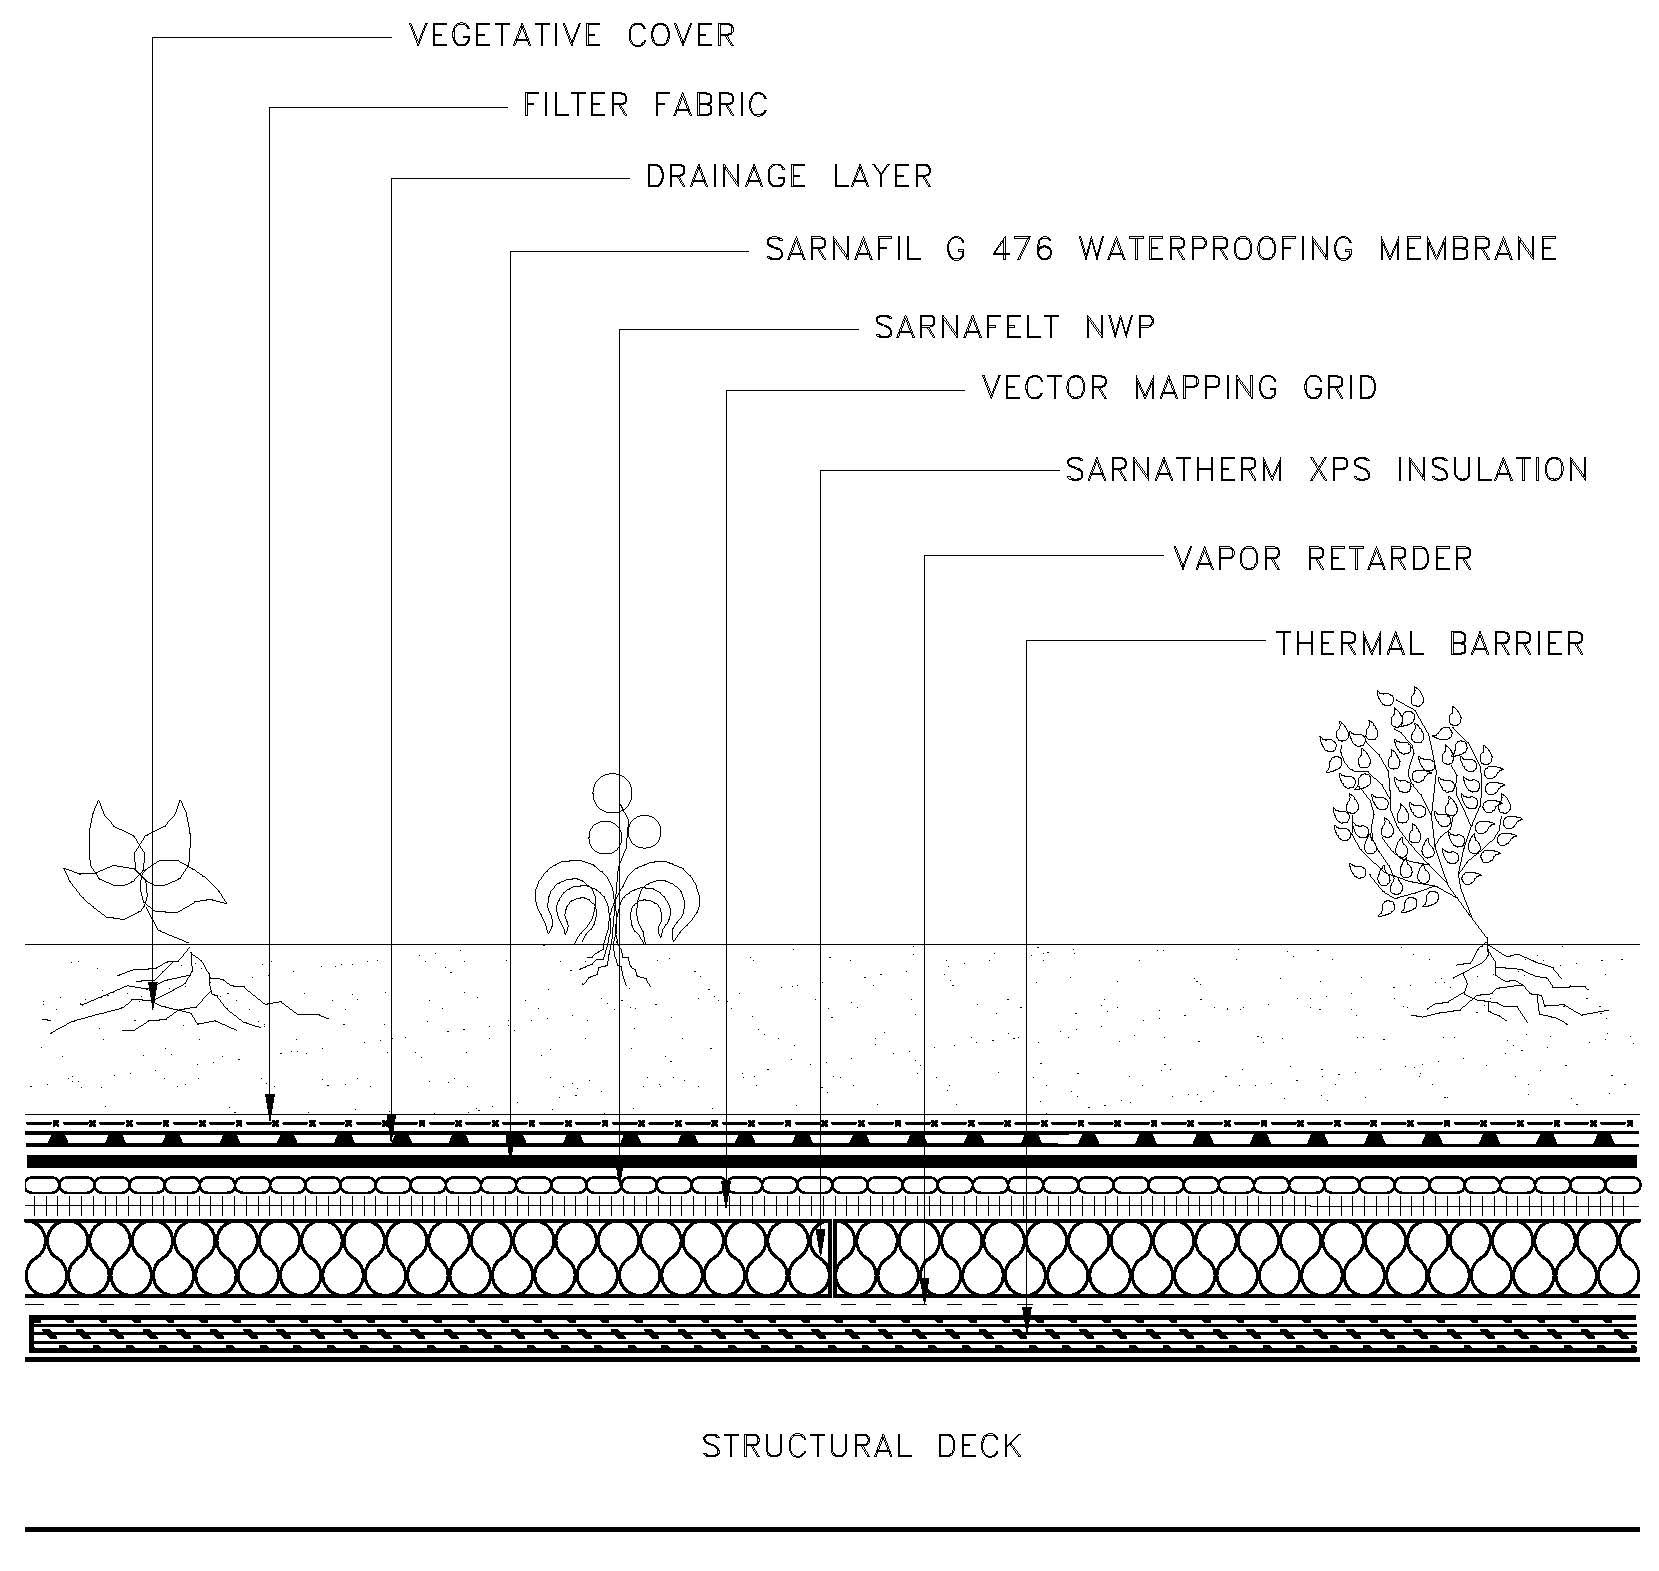 VEGETATIVE COVER
FILTER FABRIC
DRAINAGE LAYER
SARNAFIL G 476 WATERPROOFING MEMBRANE
SARNAFELT NWP
VECTOR MAPPING GRID
SARNATHERM XPS INSULATION
VAPOR RETARDER
THERMAL BARRIER
STRUCTURAL DECK